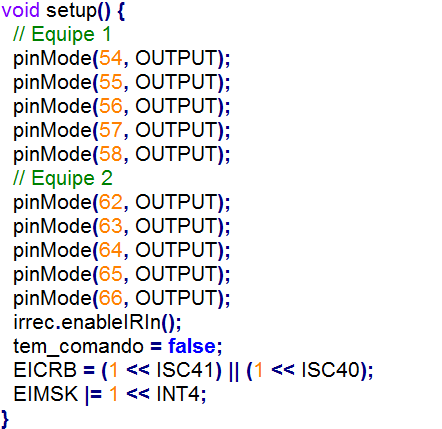 void setup() {
  // Equipe 1
  pinMode(54, OUTPUT);
  pinMode(55, OUTPUT);
  pinMode(56, OUTPUT);
  pinMode(57, OUTPUT);
  pinMode(58, OUTPUT);
  // Equipe 2
  pinMode(62, OUTPUT);
  pinMode(63, OUTPUT);
  pinMode(64, OUTPUT);
  pinMode(65, OUTPUT);
  pinMode(66, OUTPUT);
  irrec.enableIRIn();
  tem_comando = false;
  EICRB = (1 << ISC41) || (1 << ISC40);
  EIMSK |= 1 << INT4;
}